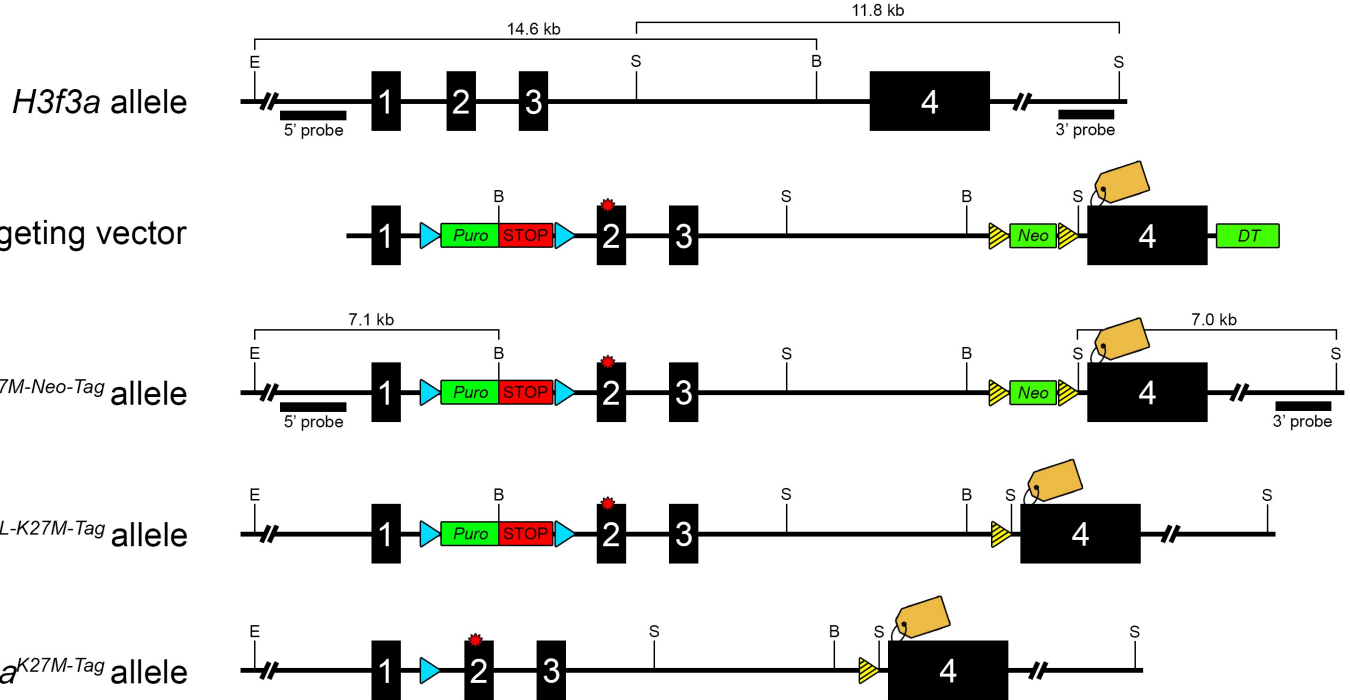 11.8 kb
14.6 kb
E S B S
H3f3a allele 1 2 3 4
5’ probe 3’ probe
B S B S
geting vector 1 Puro STOP 2 3 Neo 4 DT
7.1 kb 7.0 kb
E B S B S S
7M-Neo-Tag allele 1 Puro STOP 2 3 Neo 4
5’ probe 3’ probe
E B S B S S
L-K27M-Tag allele 1 Puro STOP 2 3 4
E S B S S
aK27M-Tag allele 1 2 3 4